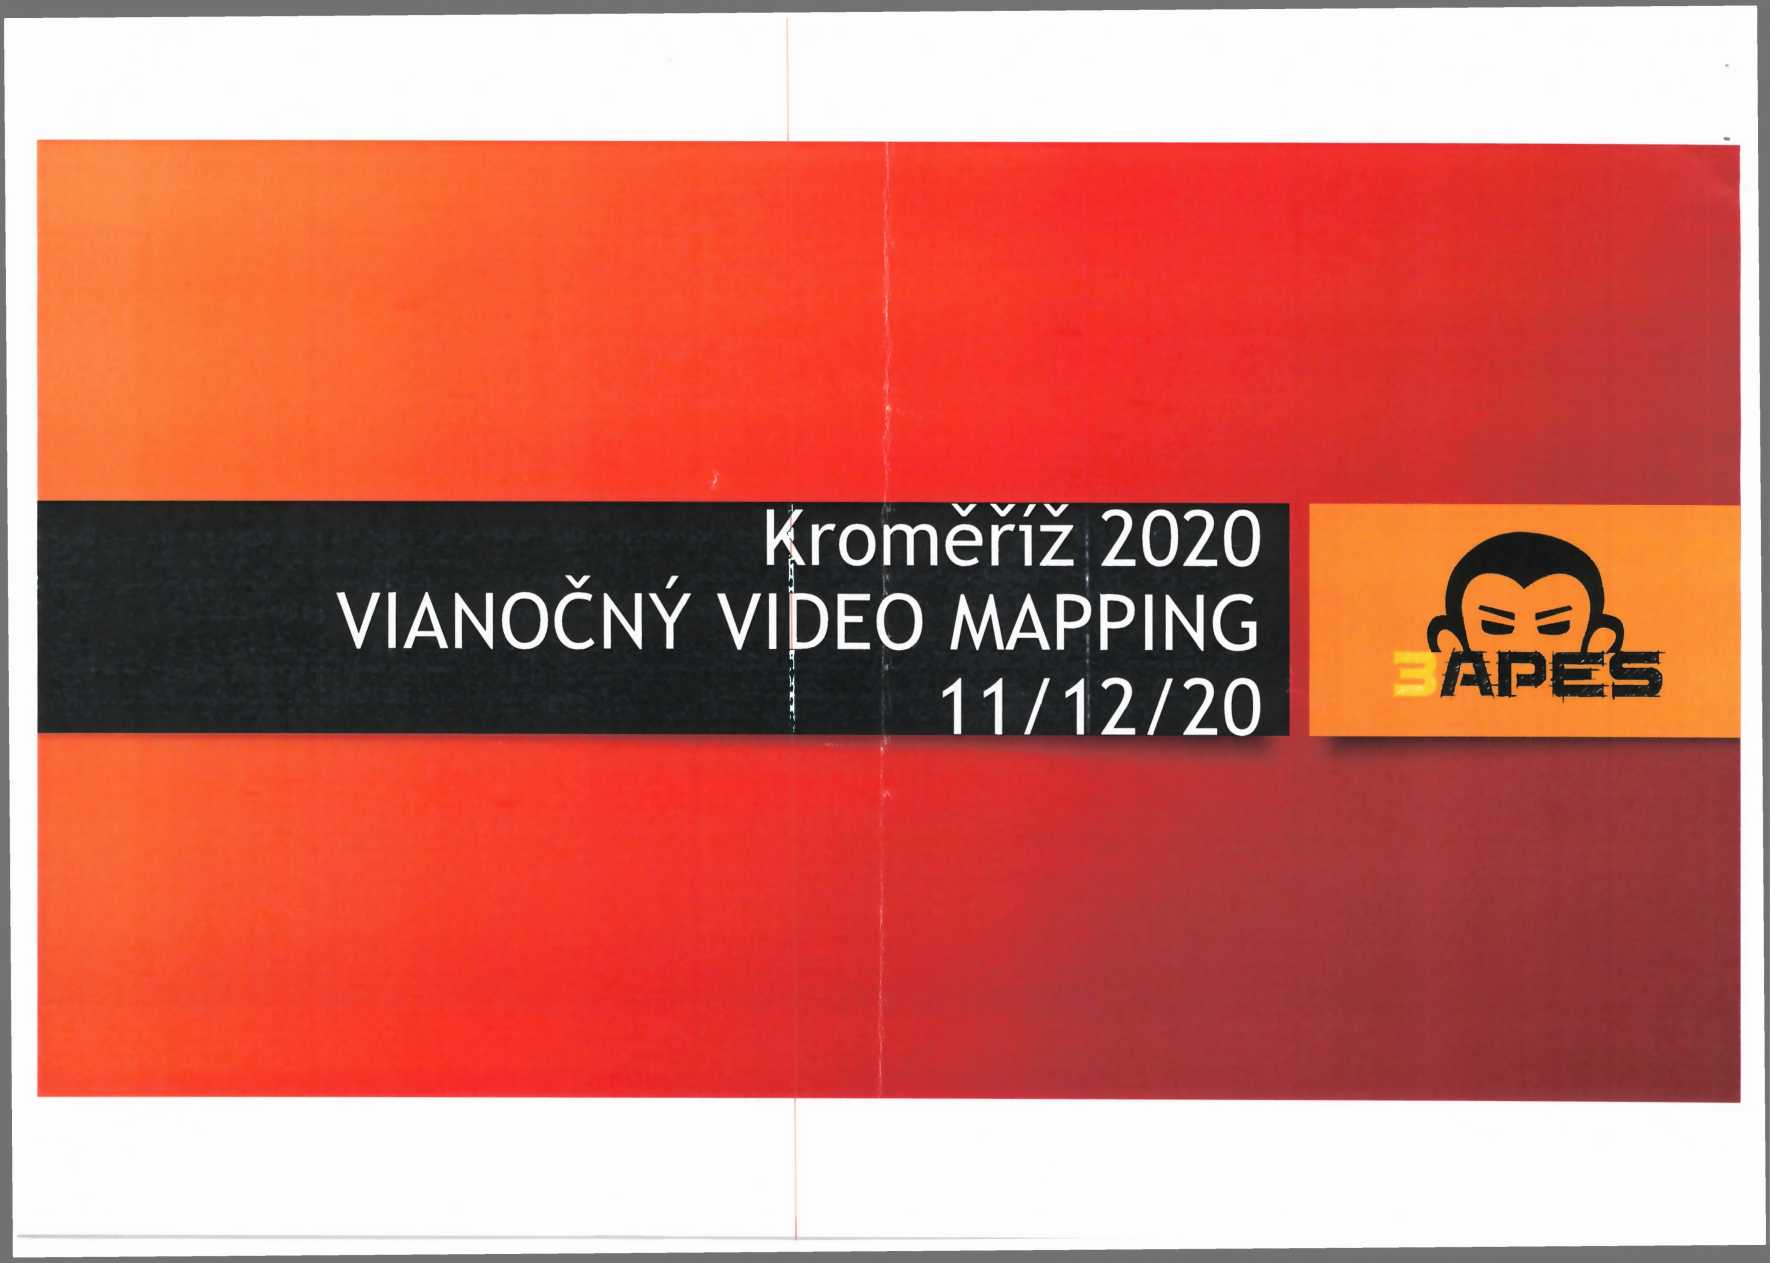 Kroměříž 2020
VIANOČNÝ VIDEO MAPPING
11/12/20
3APES